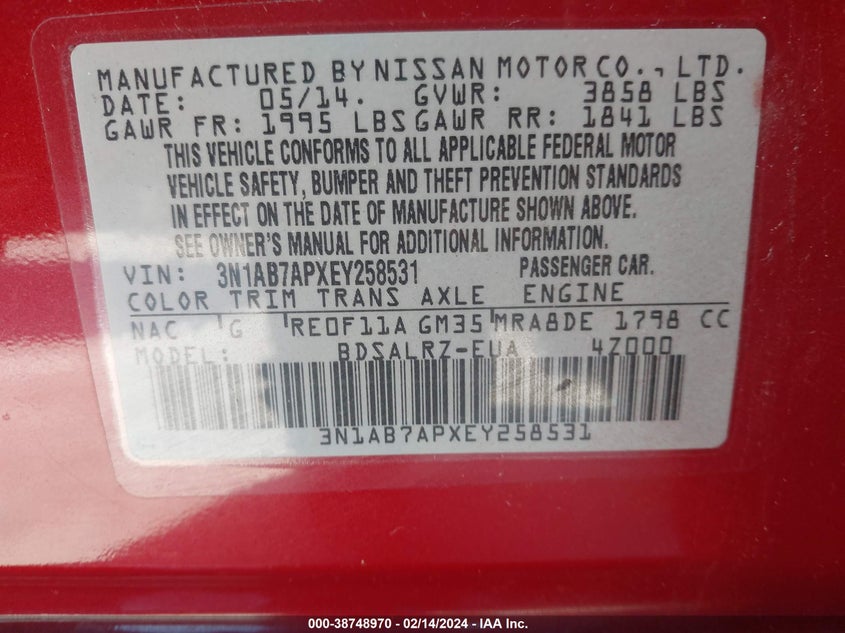 MANUFACTURED BY NISSAN MOTOR CO., LTD.
DATE: 05/14. GVWR: 3858 LBS
GAWR FR: 1995 LBS GAWR RR: 1841 LBS
THIS VEHICLE CONFORMS TO ALL APPLICABLE FEDERAL MOTOR
VEHICLE SAFETY, BUMPER AND THEFT PREVENTION STANDARDS
IN EFFECT ON THE DATE OF MANUFACTURE SHOWN ABOVE.
SEE OWNER'S MANUAL FOR ADDITIONAL INFORMATION.
VIN: 3N1AB7APXEY258531 PASSENGER CAR.
COLOR TRIM TRANS AXLE ENGINE
NAC G RE0F11A GM35 MRA8DE 1798 CC
MODEL: BDSALRZ-EUA 4Z000
3N1AB7APXEY258531
000-38748970 - 02/14/2024 - IAA Inc.